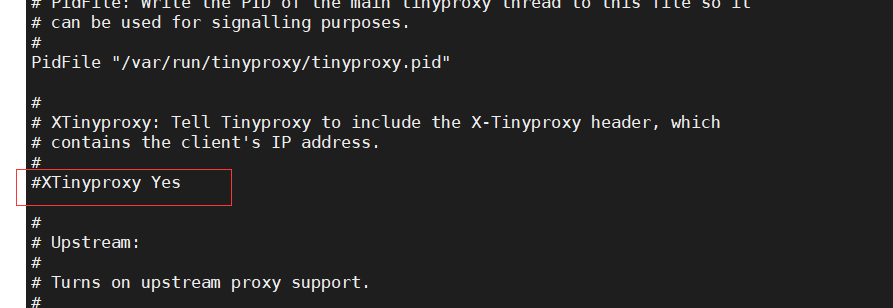 # PidFile: Write the PID of the main tinyproxy thread to this file so it
# can be used for signalling purposes.
#
PidFile "/var/run/tinyproxy/tinyproxy.pid"
#
# XTinyproxy: Tell Tinyproxy to include the X-Tinyproxy header, which
# contains the client's IP address.
#
#XTinyproxy Yes
#
# Upstream:
#
# Turns on upstream proxy support.
#